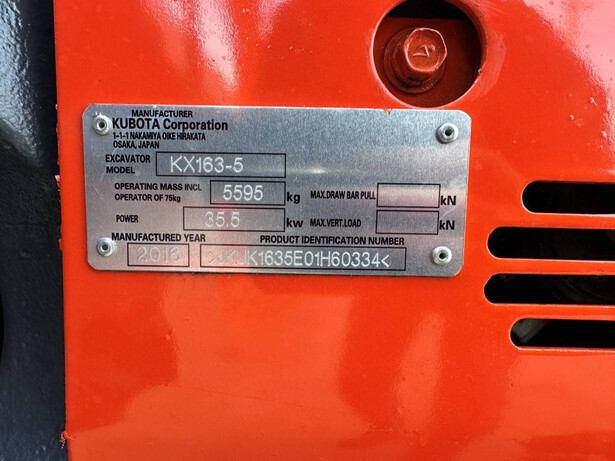 MANUFACTURER
KUBOTA Corporation
1-1-1 NAKAMIYA OIKE HIRAKATA
OSAKA, JAPAN
EXCAVATOR MODEL KX163-5
OPERATING MASS INCL OPERATOR OF 75kg 5595 kg MAX.DRAW BAR PULL kN
POWER 35.5 kw MAX.VERT.LOAD kN
MANUFACTURED YEAR PRODUCT IDENTIFICATION NUMBER
2016 >JKUK1635E01H60334<